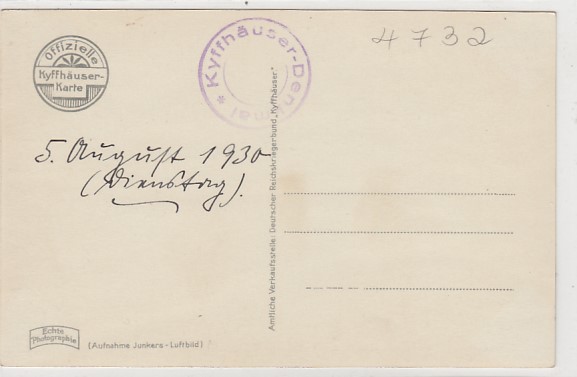 Offizielle
Kyffhäuser-
Karte
* Kyffhäuser-Denkmal
4732
5. August 1930
(Dienstag).
Amtliche Verkaufsstelle: Deutscher Reichskriegerbund „Kyffhäuser“
Echte
Photographie
(Aufnahme Junkers-Luftbild)